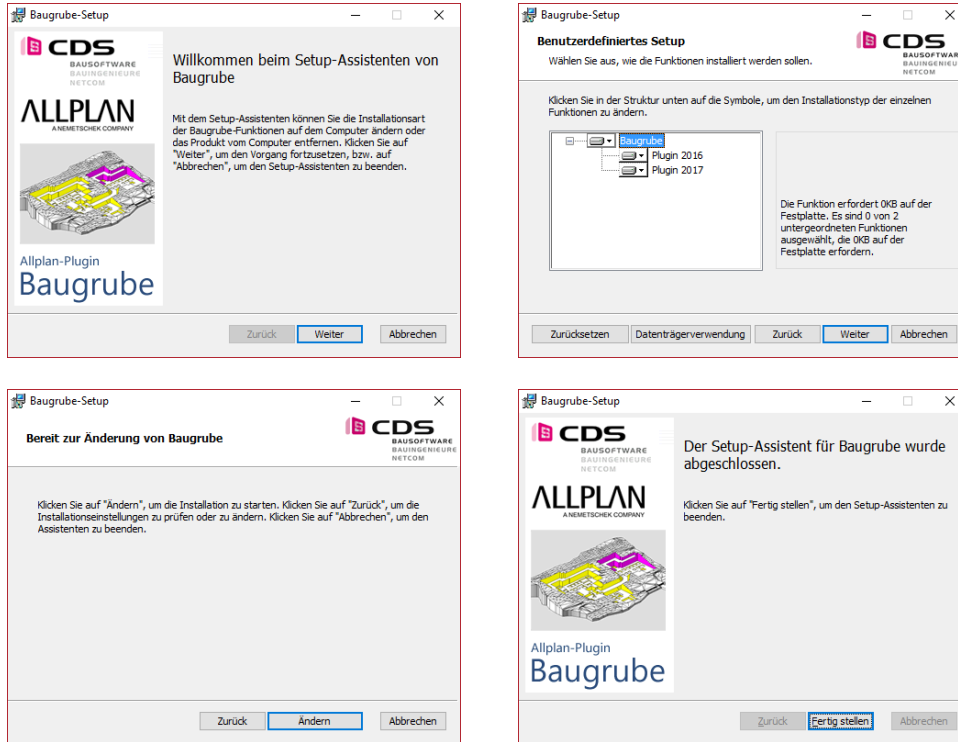 Baugrube-Setup
CDS
BAUSOFTWARE
BAUINGENIEURE
NETCOM
ALLPLAN
A NEMETSCHEK COMPANY
Allplan-Plugin
Baugrube
Willkommen beim Setup-Assistenten von
Baugrube
Mit dem Setup-Assistenten können Sie die Installationsart
der Baugrube-Funktionen auf dem Computer ändern oder
das Produkt vom Computer entfernen. Klicken Sie auf
"Weiter", um den Vorgang fortzusetzen, bzw. auf
"Abbrechen", um den Setup-Assistenten zu beenden.
Zurück Weiter Abbrechen
Baugrube-Setup
Benutzerdefiniertes Setup
Wählen Sie aus, wie die Funktionen installiert werden sollen.
CDS
BAUSOFTWAR
BAUINGENIEU
NETCOM
Klicken Sie in der Struktur unten auf die Symbole, um den Installationstyp der einzelnen
Funktionen zu ändern.
Baugrube
Plugin 2016
Plugin 2017
Die Funktion erfordert 0KB auf der
Festplatte. Es sind 0 von 2
untergeordneten Funktionen
ausgewählt, die 0KB auf der
Festplatte erfordern.
Zurücksetzen Datenträgerverwendung Zurück Weiter Abbrechen
Baugrube-Setup
Bereit zur Änderung von Baugrube
CDS
BAUSOFTWARE
BAUINGENIEURE
NETCOM
Klicken Sie auf "Ändern", um die Installation zu starten. Klicken Sie auf "Zurück", um die
Installationseinstellungen zu prüfen oder zu ändern. Klicken Sie auf "Abbrechen", um den
Assistenten zu beenden.
Zurück Ändern Abbrechen
Baugrube-Setup
CDS
BAUSOFTWARE
BAUINGENIEURE
NETCOM
ALLPLAN
A NEMETSCHEK COMPANY
Allplan-Plugin
Baugrube
Der Setup-Assistent für Baugrube wurde
abgeschlossen.
Klicken Sie auf "Fertig stellen", um den Setup-Assistenten zu
beenden.
Zurück Fertig stellen Abbrechen